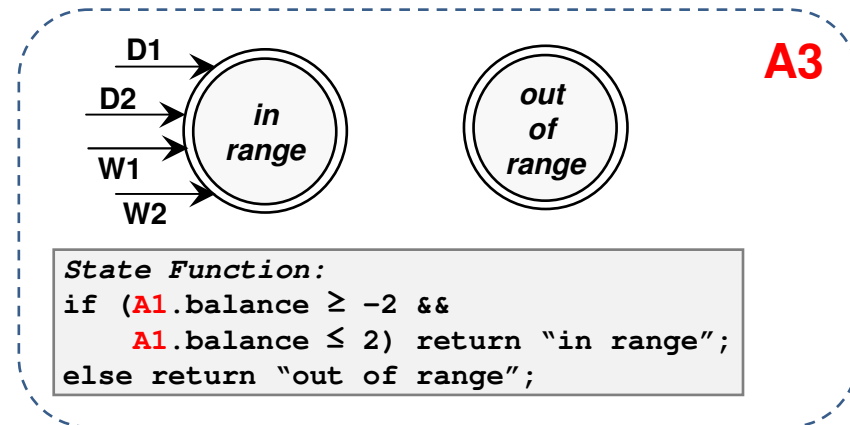 D1
D2
W1
W2
in
range
out
of
range
A3
State Function:
if (A1.balance ≥ −2 &&
A1.balance ≤ 2) return “in range”;
else return “out of range”;